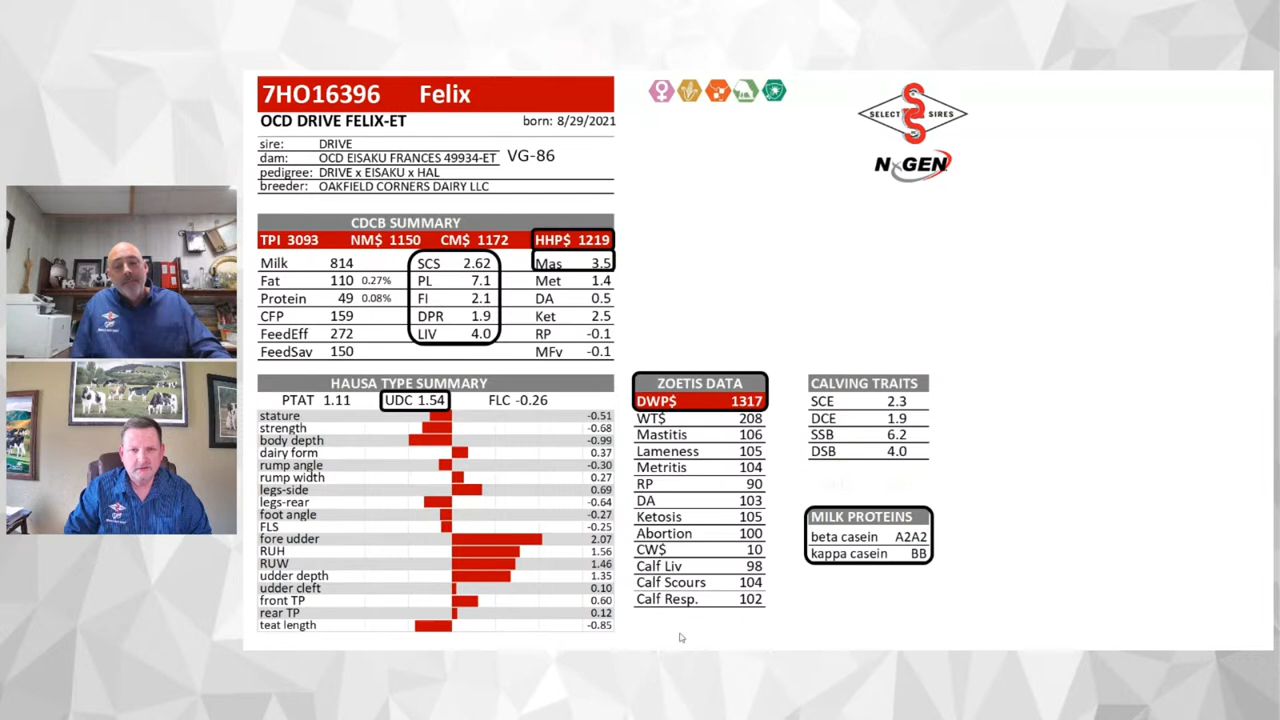 7HO16396 Felix
OCD DRIVE FELIX-ET born: 8/29/2021
sire: DRIVE
dam: OCD EISAKU FRANCES 49934-ET VG-86
pedigree: DRIVE x EISAKU x HAL
breeder: OAKFIELD CORNERS DAIRY LLC
SELECT SIRES
NxGEN
CDCB SUMMARY
TPI 3093 NM$ 1150 CM$ 1172 HHP$ 1219
Milk 814 SCS 2.62 Mas 3.5
Fat 110 0.27% PL 7.1 Met 1.4
Protein 49 0.08% FI 2.1 DA 0.5
CFP 159 DPR 1.9 Ket 2.5
FeedEff 272 LIV 4.0 RP -0.1
FeedSav 150 MFv -0.1
HAUSA TYPE SUMMARY
PTAT 1.11 UDC 1.54 FLC -0.26
stature -0.51
strength -0.68
body depth -0.99
dairy form 0.37
rump angle -0.30
rump width 0.27
legs-side 0.69
legs-rear -0.64
foot angle -0.27
FLS -0.25
fore udder 2.07
RUH 1.56
RUW 1.46
udder depth 1.35
udder cleft 0.10
front TP 0.60
rear TP 0.12
teat length -0.85
ZOETIS DATA
DWP$ 1317
WT$ 208
Mastitis 106
Lameness 105
Metritis 104
RP 90
DA 103
Ketosis 105
Abortion 100
CW$ 10
Calf Liv 98
Calf Scours 104
Calf Resp. 102
CALVING TRAITS
SCE 2.3
DCE 1.9
SSB 6.2
DSB 4.0
MILK PROTEINS
beta casein A2A2
kappa casein BB